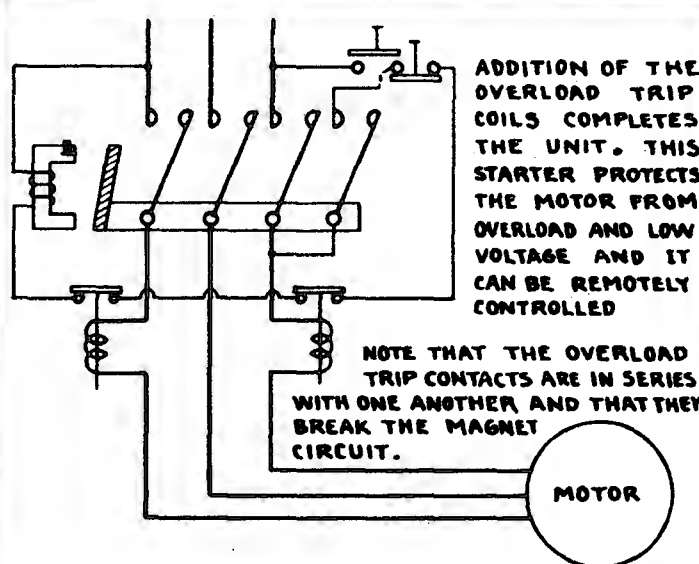 ADDITION OF THE
OVERLOAD TRIP
COILS COMPLETES
THE UNIT. THIS
STARTER PROTECTS
THE MOTOR FROM
OVERLOAD AND LOW
VOLTAGE AND IT
CAN BE REMOTELY
CONTROLLED
NOTE THAT THE OVERLOAD
TRIP CONTACTS ARE IN SERIES
WITH ONE ANOTHER AND THAT THEY
BREAK THE MAGNET
CIRCUIT.
MOTOR